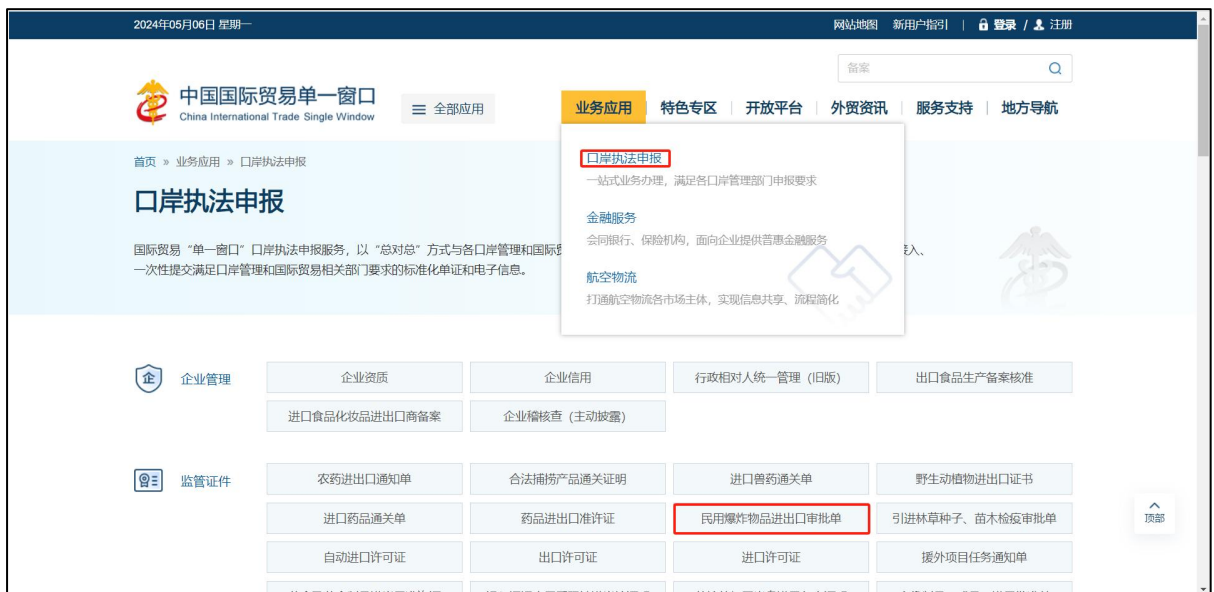 2024年05月06日 星期一
网站地图 新用户指引 | 登录 / 注册
备案
中国国际贸易单一窗口
China International Trade Single Window
全部应用
业务应用 特色专区 开放平台 外贸资讯 服务支持 地方导航
首页 » 业务应用 » 口岸执法申报
口岸执法申报
国际贸易“单一窗口”口岸执法申报服务，以“总对总”方式与各口岸管理和国际贸
入、
一次性提交满足口岸管理和国际贸易相关部门要求的标准化单证和电子信息。
口岸执法申报
一站式业务办理，满足各口岸管理部门申报要求
金融服务
会同银行、保险机构，面向企业提供普惠金融服务
航空物流
打通航空物流各市场主体，实现信息共享、流程简化
企 企业管理
企业资质 企业信用 行政相对人统一管理（旧版） 出口食品生产备案核准
进口食品化妆品进出口商备案 企业稽核查（主动披露）
监管证件
农药进出口通知单 合法捕捞产品通关证明 进口兽药通关单 野生动植物进出口证书
进口药品通关单 药品进出口准许证 民用爆炸物品进出口审批单 引进林草种子、苗木检疫审批单
自动进口许可证 出口许可证 进口许可证 援外项目任务通知单
顶部